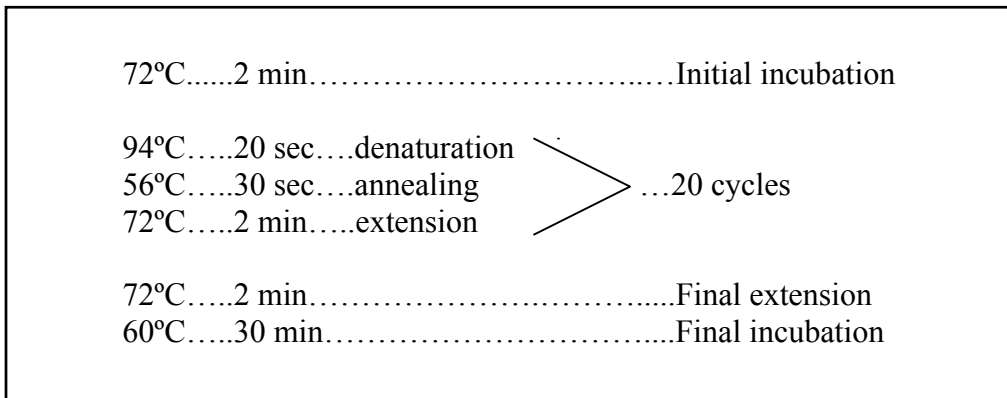 72ºC......2 min…………………………..…Initial incubation
94ºC…..20 sec….denaturation
56ºC…..30 sec….annealing
…20 cycles
72ºC…..2 min…..extension
72ºC…..2 min…………………..……….....Final extension
60ºC…..30 min…………………………....Final incubation